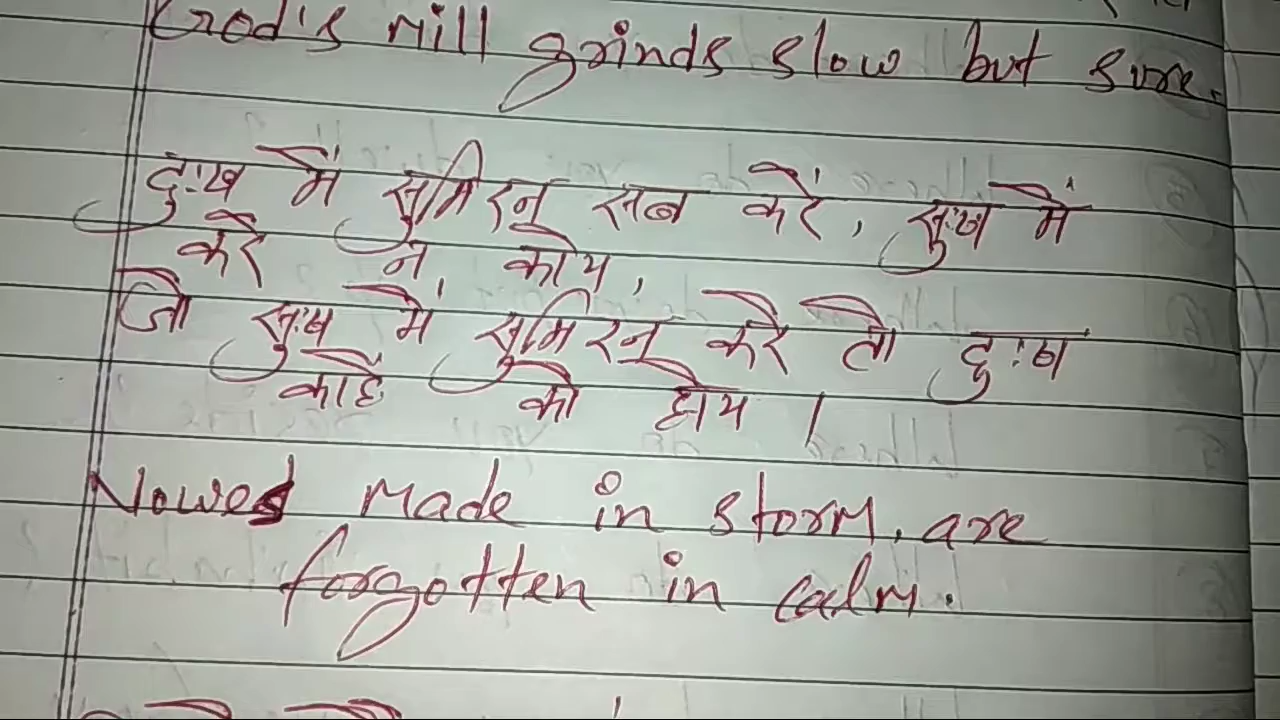 God's mill grinds slow but sure.
दुःख में सुमिरन सब करें, सुःख में
करे न कोय,
जो सुःख में सुमिरन करे तो दुःख
काहे को होय ।
Vowes made in storm, are
forgotten in calm.